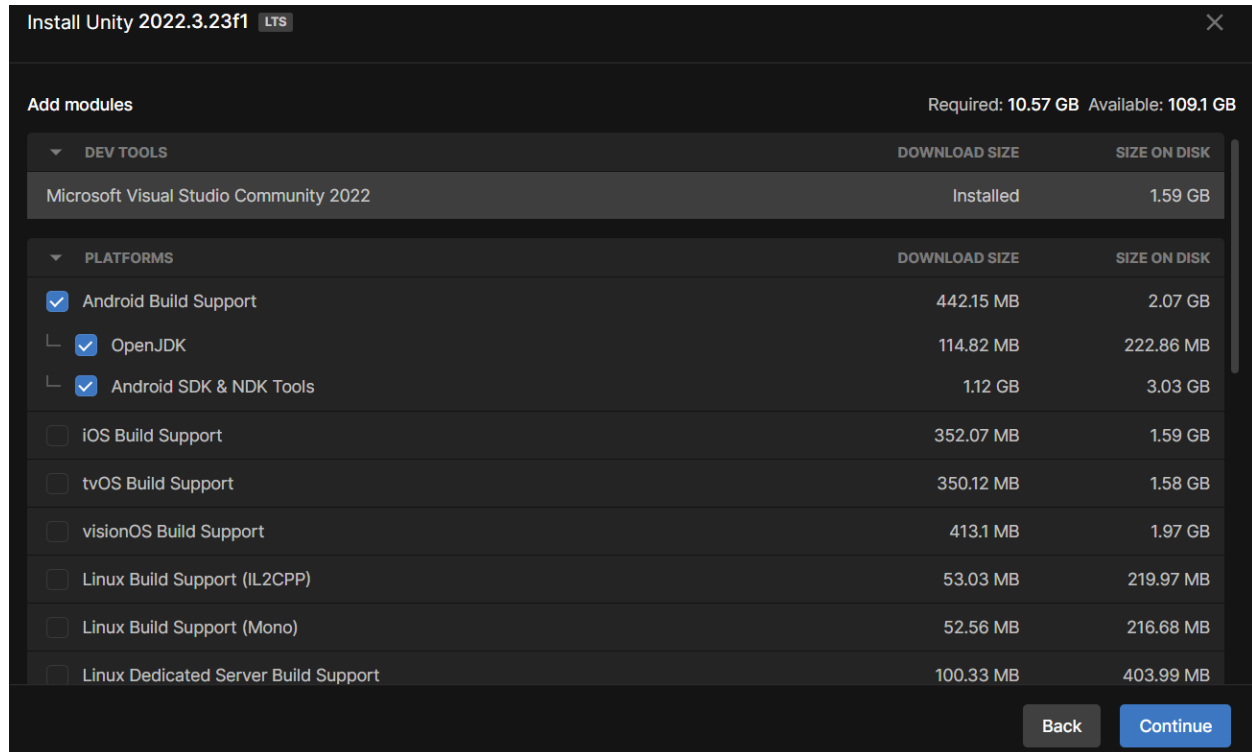 Install Unity 2022.3.23f1 LTS
Add modules Required: 10.57 GB Available: 109.1 GB
DEV TOOLS DOWNLOAD SIZE SIZE ON DISK
Microsoft Visual Studio Community 2022 Installed 1.59 GB
PLATFORMS DOWNLOAD SIZE SIZE ON DISK
Android Build Support 442.15 MB 2.07 GB
OpenJDK 114.82 MB 222.86 MB
Android SDK & NDK Tools 1.12 GB 3.03 GB
iOS Build Support 352.07 MB 1.59 GB
tvOS Build Support 350.12 MB 1.58 GB
visionOS Build Support 413.1 MB 1.97 GB
Linux Build Support (IL2CPP) 53.03 MB 219.97 MB
Linux Build Support (Mono) 52.56 MB 216.68 MB
Linux Dedicated Server Build Support 100.33 MB 403.99 MB
Back Continue